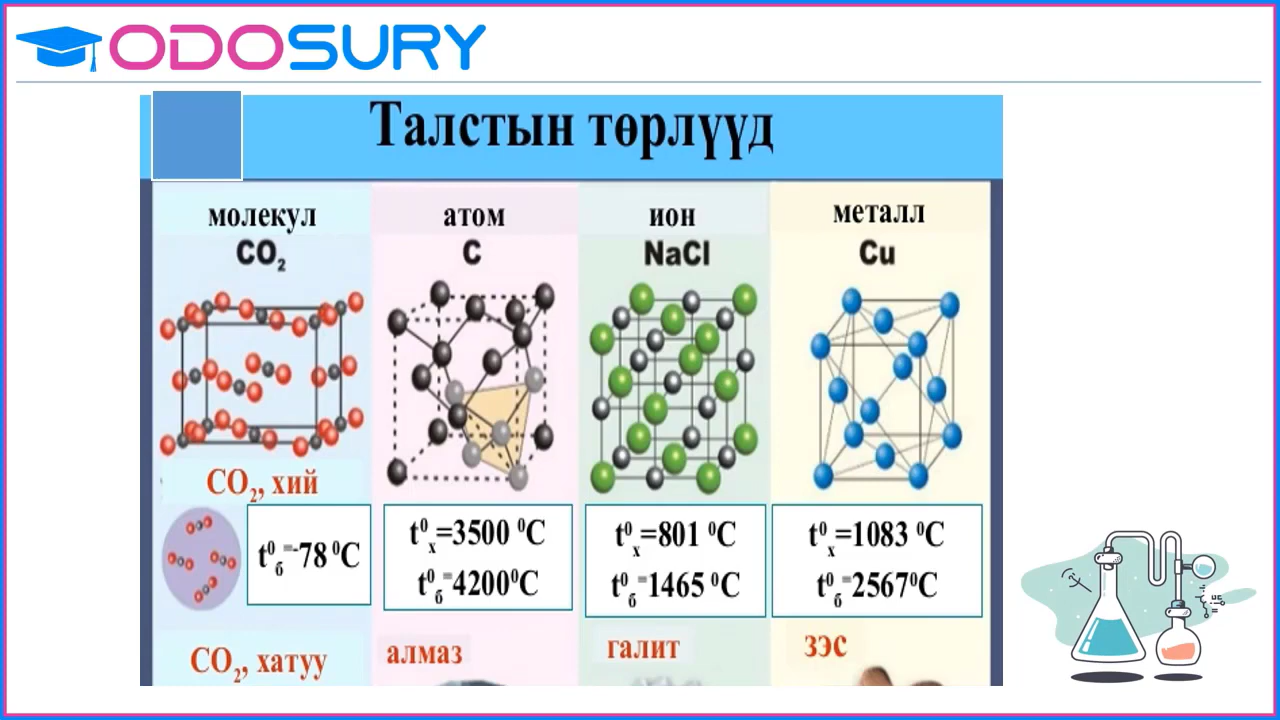 ODOSURY
Талстын төрлүүд
молекул
CO₂
атом
C
ион
NaCl
металл
Cu
CO₂, хий
t⁰б=-78 ⁰C
t⁰х=3500 ⁰C
t⁰б=4200⁰C
t⁰х=801 ⁰C
t⁰б=1465 ⁰C
t⁰х=1083 ⁰C
t⁰б=2567⁰C
CO₂, хатуу
алмаз
галит
зэс